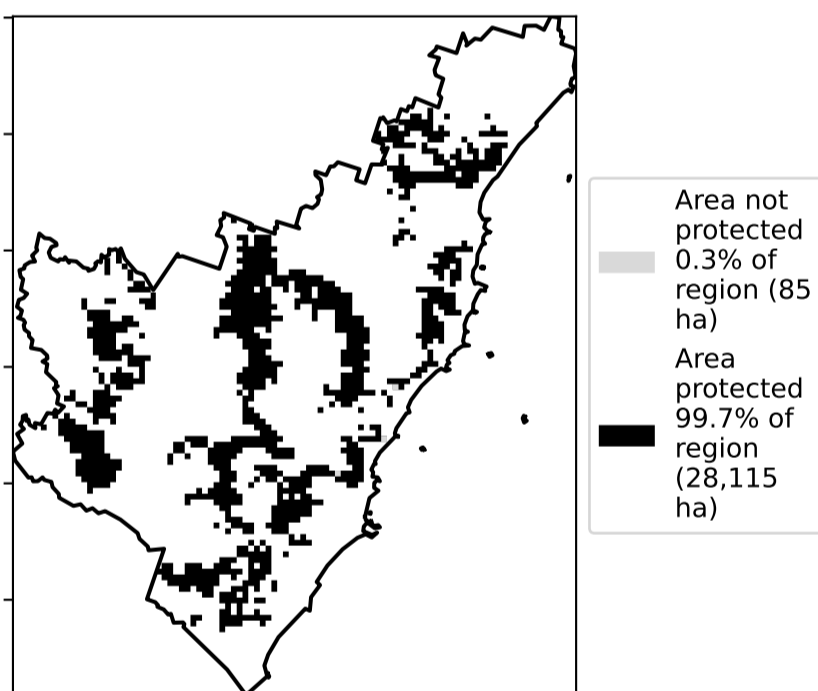 Area not
protected
0.3% of
region (85
ha)
Area
protected
99.7% of
region
(28,115
ha)